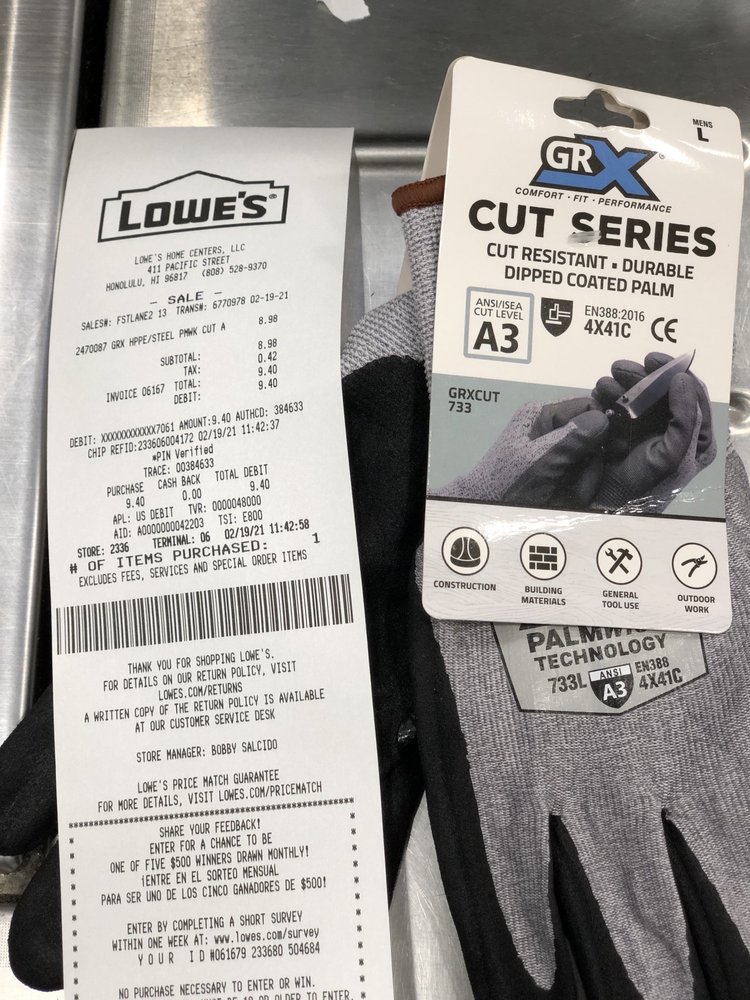 LOWE'S®
LOWE'S HOME CENTERS, LLC
411 PACIFIC STREET
HONOLULU, HI 96817 (808) 528-9370
- SALE -
SALES#: FSTLANE2 13 TRANS#: 6770978 02-19-21
2470087 GRX HPPE/STEEL PMWK CUT A 8.98
SUBTOTAL: 8.98
TAX: 0.42
INVOICE 06167 TOTAL: 9.40
DEBIT: 9.40
DEBIT: XXXXXXXXXXXX7061 AMOUNT:9.40 AUTHCD: 384633
CHIP REFID:233606004172 02/19/21 11:42:37
*PIN Verified
TRACE: 00384633
PURCHASE CASH BACK TOTAL DEBIT
9.40 0.00 9.40
APL: US DEBIT TVR: 0000048000
AID: A0000000042203 TSI: E800
STORE: 2336 TERMINAL: 06 02/19/21 11:42:58
# OF ITEMS PURCHASED: 1
EXCLUDES FEES, SERVICES AND SPECIAL ORDER ITEMS
THANK YOU FOR SHOPPING LOWE'S.
FOR DETAILS ON OUR RETURN POLICY, VISIT
LOWES.COM/RETURNS
A WRITTEN COPY OF THE RETURN POLICY IS AVAILABLE
AT OUR CUSTOMER SERVICE DESK
STORE MANAGER: BOBBY SALCIDO
LOWE'S PRICE MATCH GUARANTEE
FOR MORE DETAILS, VISIT LOWES.COM/PRICEMATCH
SHARE YOUR FEEDBACK!
ENTER FOR A CHANCE TO BE
ONE OF FIVE $500 WINNERS DRAWN MONTHLY!
¡ENTRE EN EL SORTEO MENSUAL
PARA SER UNO DE LOS CINCO GANADORES DE $500!
ENTER BY COMPLETING A SHORT SURVEY
WITHIN ONE WEEK AT: www.lowes.com/survey
Y O U R I D #061679 233680 504684
NO PURCHASE NECESSARY TO ENTER OR WIN.
MUST BE 18 OR OLDER TO ENTER.
MENS
L
GRX®
COMFORT · FIT · PERFORMANCE
CUT SERIES
CUT RESISTANT ▪ DURABLE
DIPPED COATED PALM
ANSI/ISEA
CUT LEVEL
A3
EN388:2016
4X41C CE
GRXCUT
733
CONSTRUCTION
BUILDING
MATERIALS
GENERAL
TOOL USE
OUTDOOR
WORK
TECHNOLOGY
733L ANSI A3 EN388 4X41C